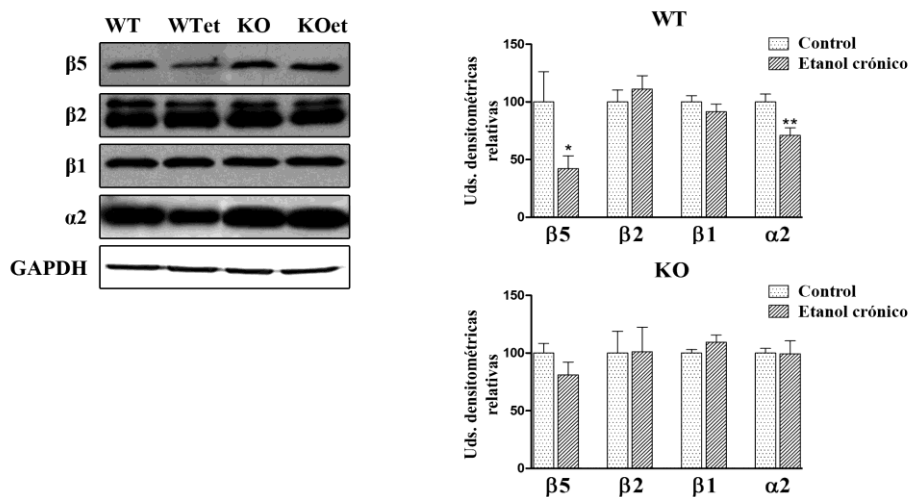 WT WTet KO KOet
β5
β2
β1
α2
GAPDH
WT
Uds. densitométricas
relativas
150
100
50
0
Control
Etanol crónico
*
**
β5 β2 β1 α2
KO
Uds. densitométricas
relativas
150
100
50
0
Control
Etanol crónico
β5 β2 β1 α2